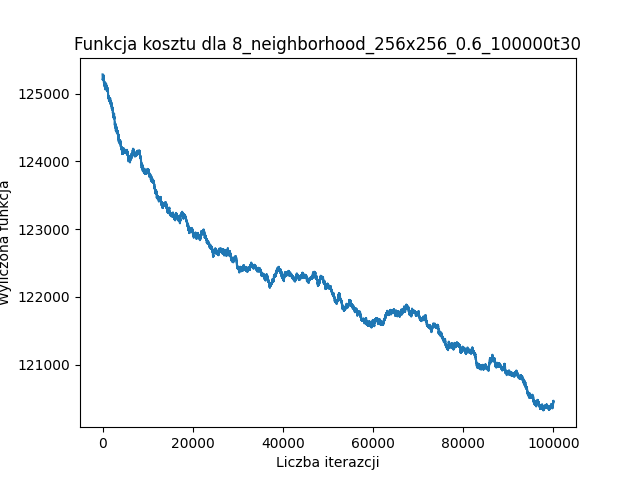 Funkcja kosztu dla 8_neighborhood_256x256_0.6_100000t30
125000
124000
123000
122000
121000
Wyliczona funkcja
0 20000 40000 60000 80000 100000
Liczba iterazcji